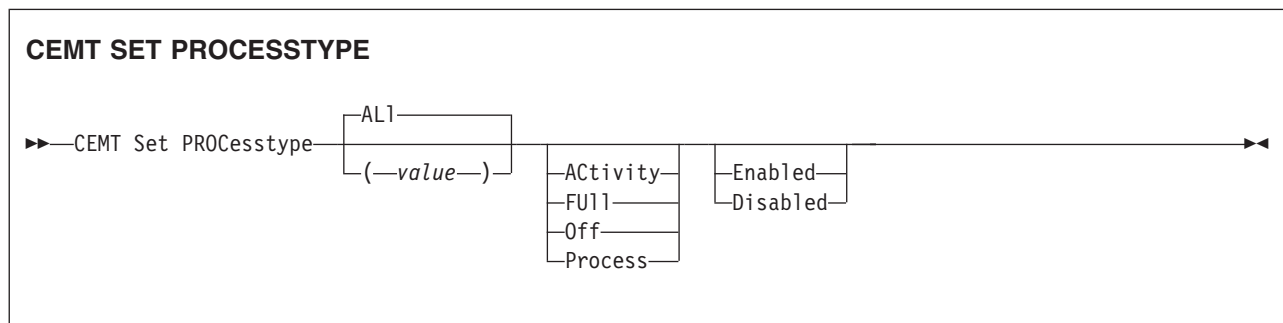 CEMT SET PROCESSTYPE
ALl
CEMT Set PROCesstype
(value)
ACtivity
FUll
Off
Process
Enabled
Disabled